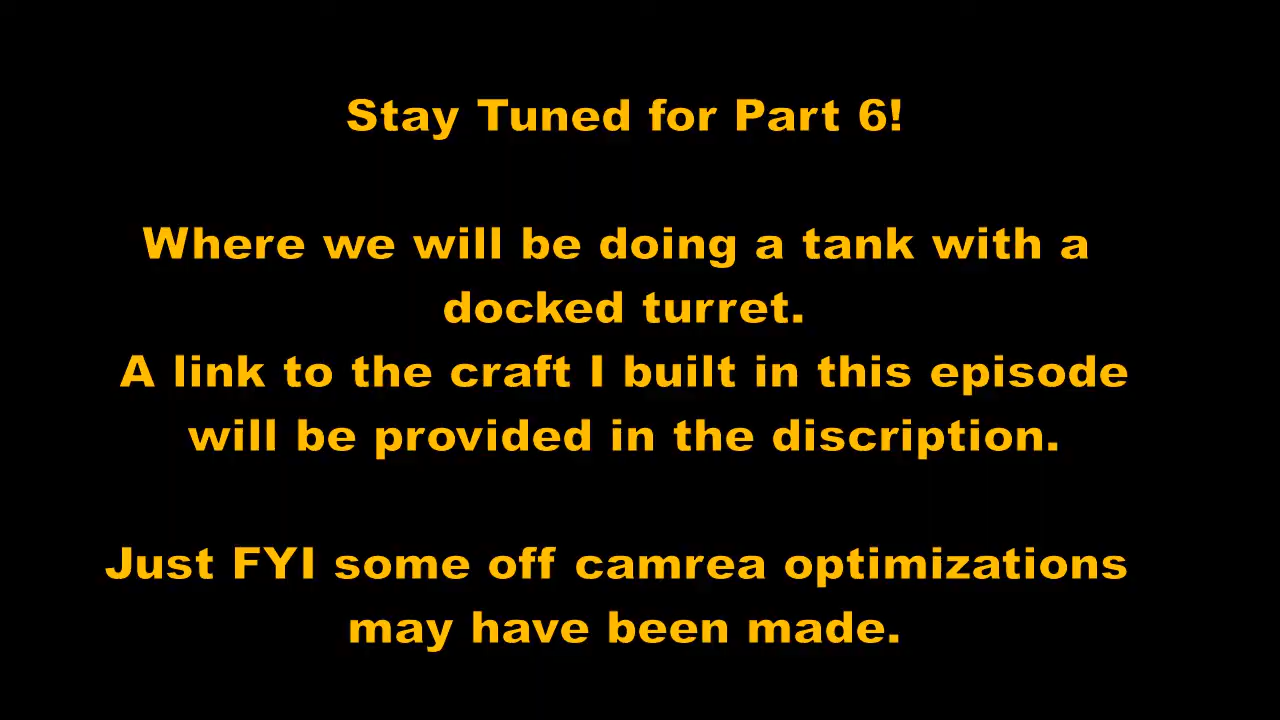 Stay Tuned for Part 6!
Where we will be doing a tank with a
docked turret.
A link to the craft I built in this episode
will be provided in the discription.
Just FYI some off camrea optimizations
may have been made.